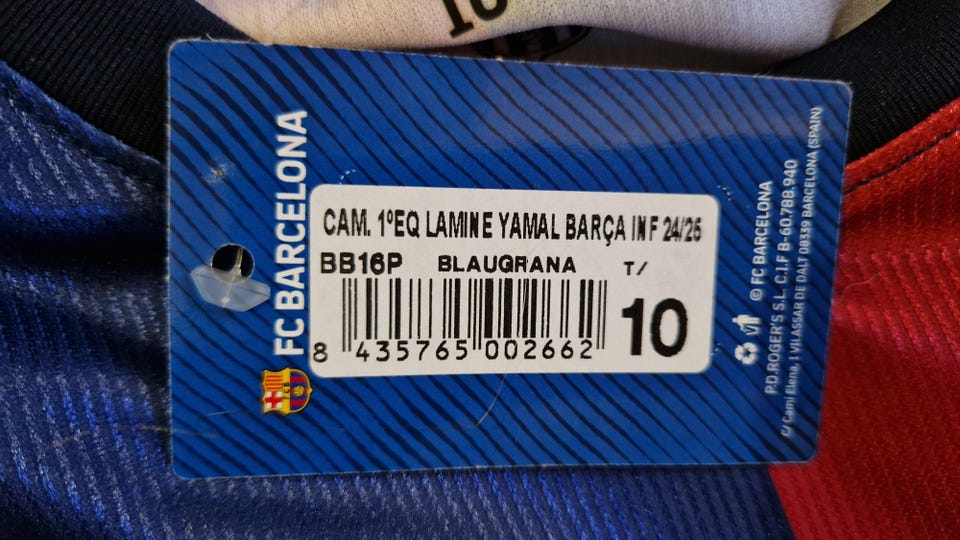 10
FC BARCELONA
CAM. 1ºEQ LAMINE YAMAL BARÇA INF 24/25
BB16P BLAUGRANA T/
10
8 435765 002662
© FC BARCELONA
P.D.ROGER'S S.L. C.I.F B-60.788.940
C/Camí Elena, 1 VILASSAR DE DALT 08339 BARCELONA (SPAIN)